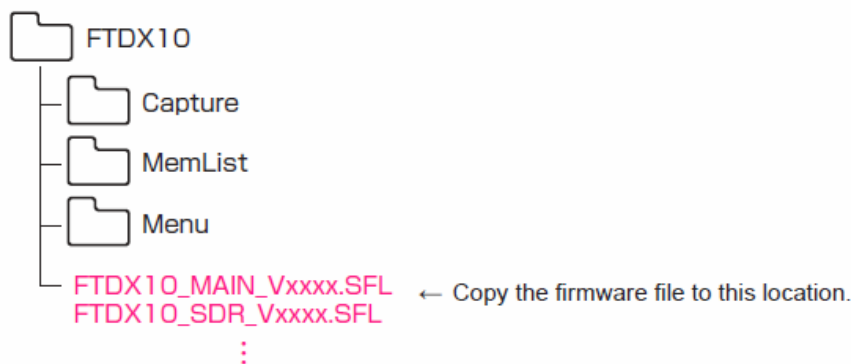 FTDX10
Capture
MemList
Menu
FTDX10_MAIN_Vxxxx.SFL ← Copy the firmware file to this location.
FTDX10_SDR_Vxxxx.SFL
⋮